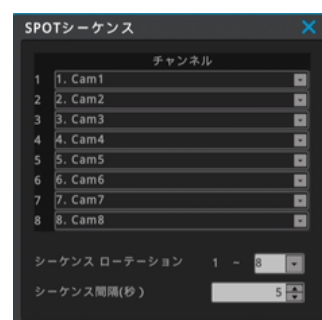 SPOTシーケンス
チャンネル
1 1. Cam1
2 2. Cam2
3 3. Cam3
4 4. Cam4
5 5. Cam5
6 6. Cam6
7 7. Cam7
8 8. Cam8
シーケンス ローテーション 1 ~ 8
シーケンス間隔(秒) 5